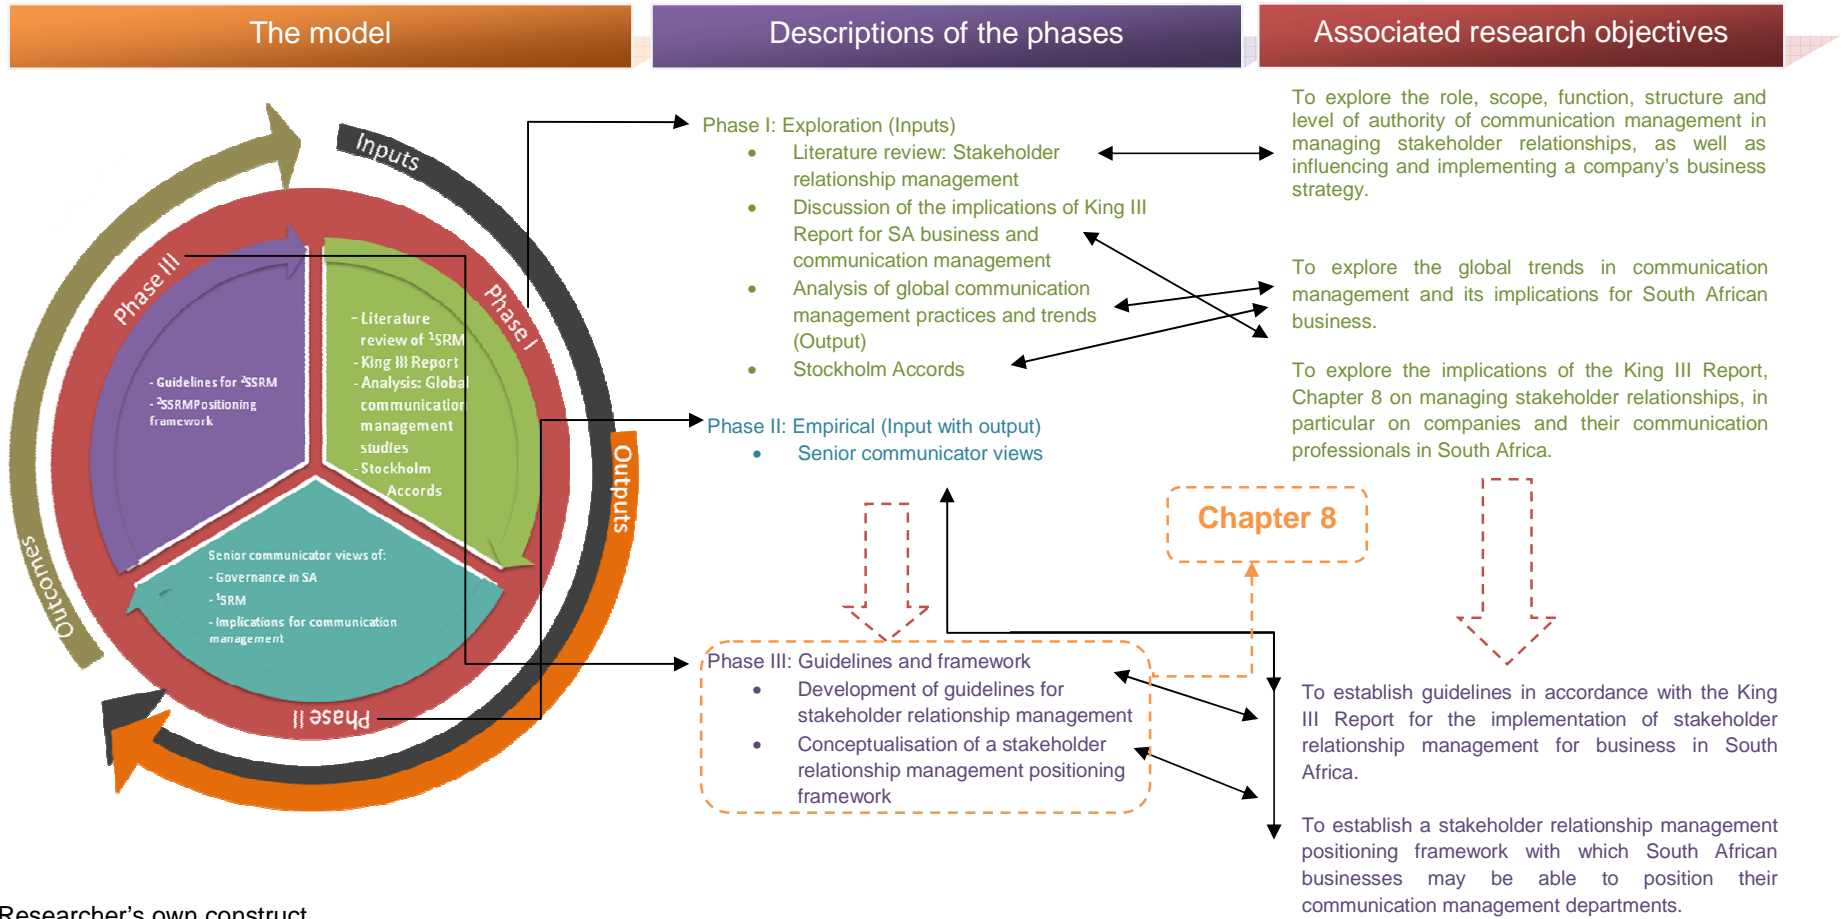 The model
Descriptions of the phases
Associated research objectives
Inputs
Outputs
Outcomes
Phase I
Phase II
Phase III
- Literature
review of ¹SRM
- King III Report
- Analysis: Global
communication
management
studies
- Stockholm
Accords
- Guidelines for ²SSRM
- ²SSRMPositioning
framework
Senior communicator views of:
- Governance in SA
- ¹SRM
- Implications for communication
management
Phase I: Exploration (Inputs)
• Literature review: Stakeholder
relationship management
• Discussion of the implications of King III
Report for SA business and
communication management
• Analysis of global communication
management practices and trends
(Output)
• Stockholm Accords
Phase II: Empirical (Input with output)
• Senior communicator views
Phase III: Guidelines and framework
• Development of guidelines for
stakeholder relationship management
• Conceptualisation of a stakeholder
relationship management positioning
framework
Chapter 8
To explore the role, scope, function, structure and
level of authority of communication management in
managing stakeholder relationships, as well as
influencing and implementing a company's business
strategy.
To explore the global trends in communication
management and its implications for South African
business.
To explore the implications of the King III Report,
Chapter 8 on managing stakeholder relationships, in
particular on companies and their communication
professionals in South Africa.
To establish guidelines in accordance with the King
III Report for the implementation of stakeholder
relationship management for business in South
Africa.
To establish a stakeholder relationship management
positioning framework with which South African
businesses may be able to position their
communication management departments.
Researcher's own construct